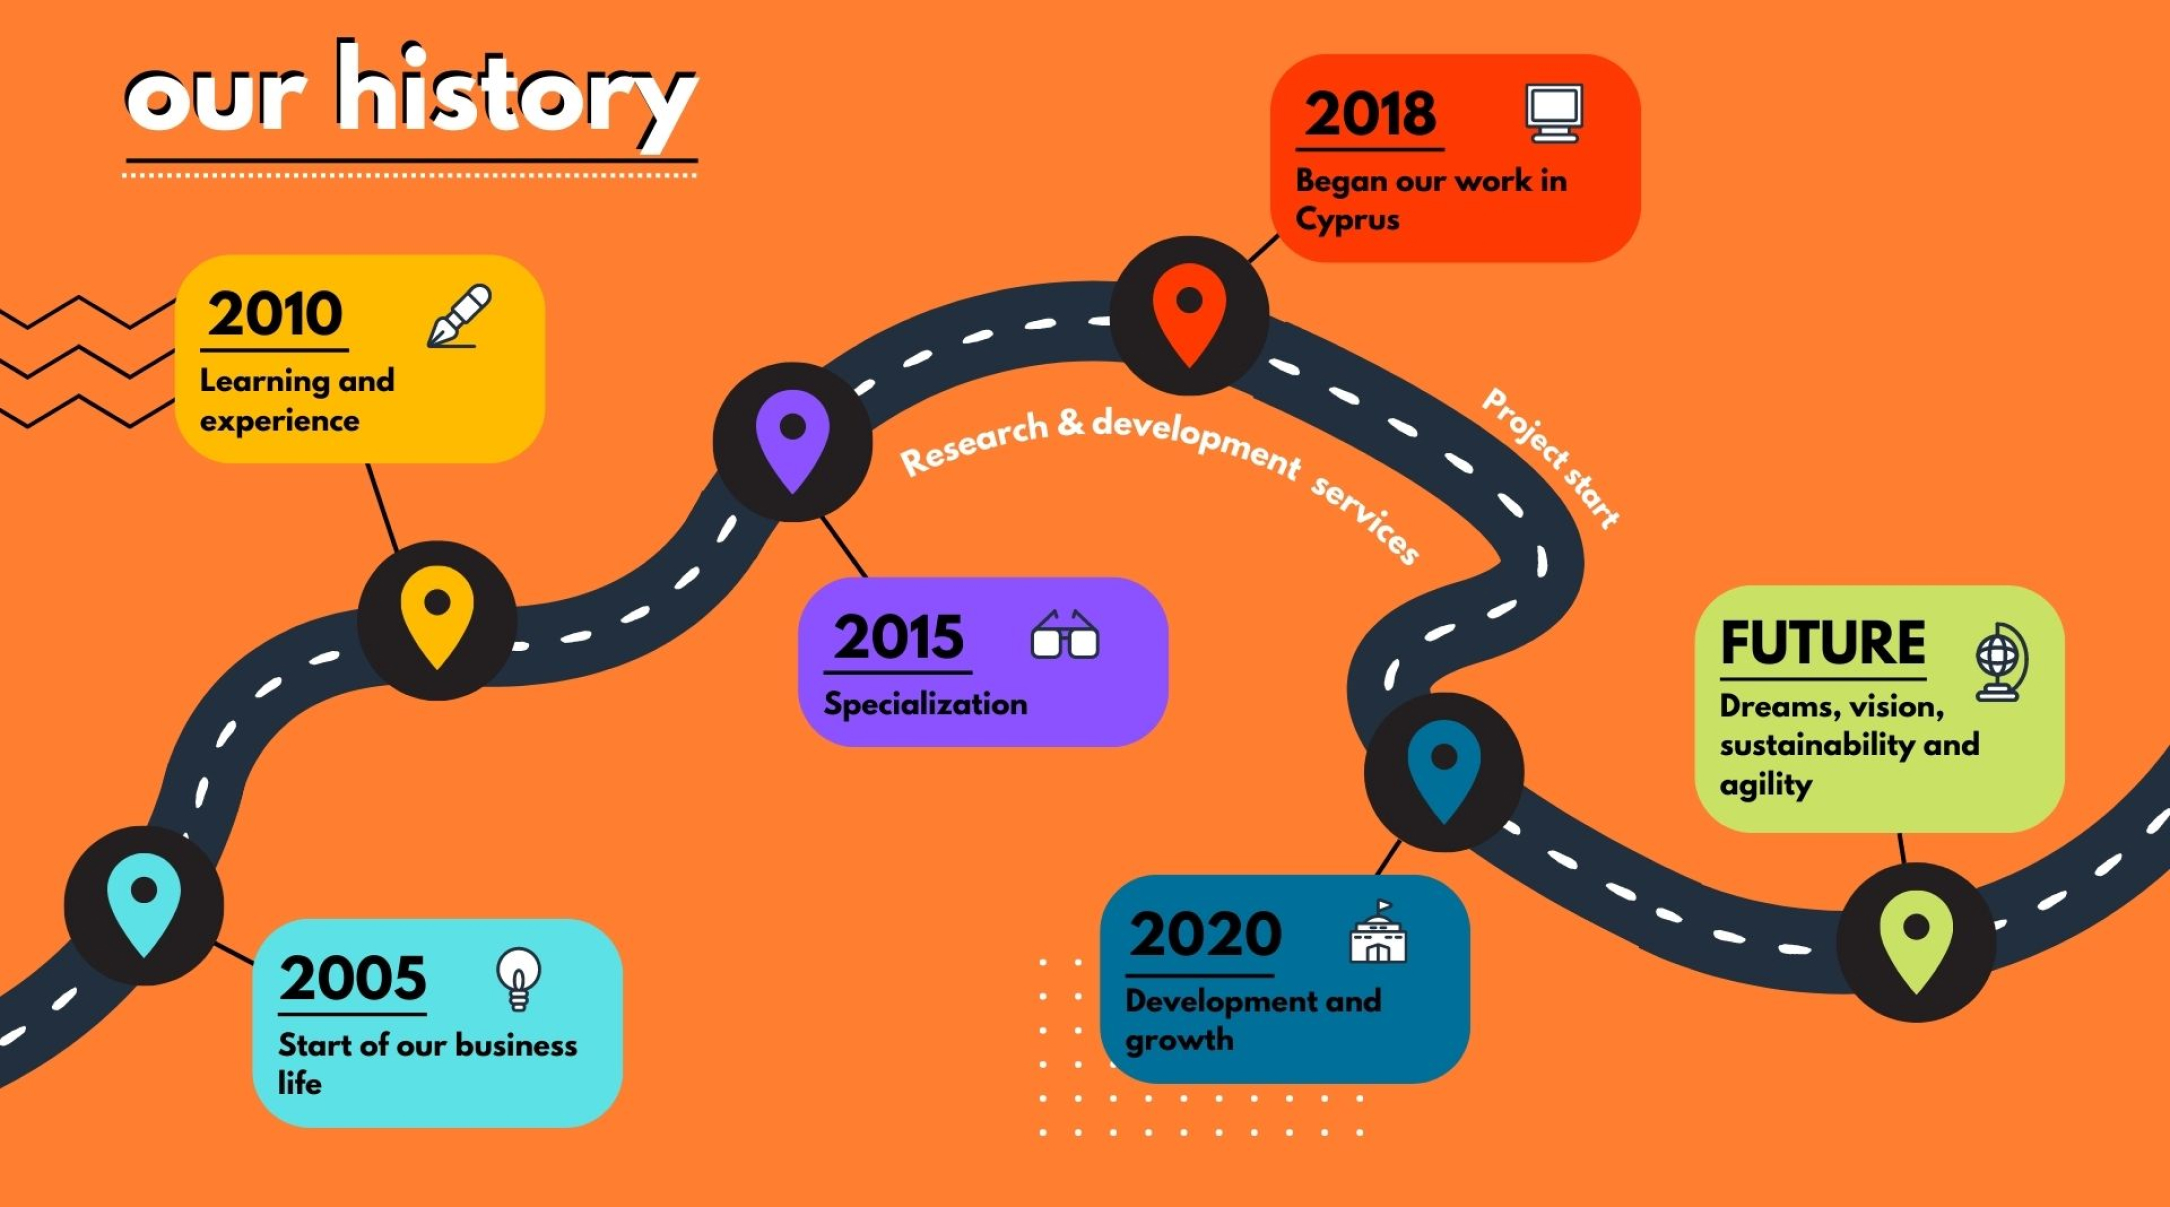 our history
2018
Began our work in
Cyprus
2010
Learning and
experience
Research & development services
Project start
2015
Specialization
FUTURE
Dreams, vision,
sustainability and
agility
2020
Development and
growth
2005
Start of our business
life